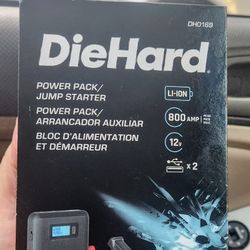 DH0169
DieHard
POWER PACK/
JUMP STARTER
LI-ION
POWER PACK/
ARRANCADOR AUXILIAR
800 AMP
BLOC D'ALIMENTATION
ET DÉMARREUR
12V
x 2